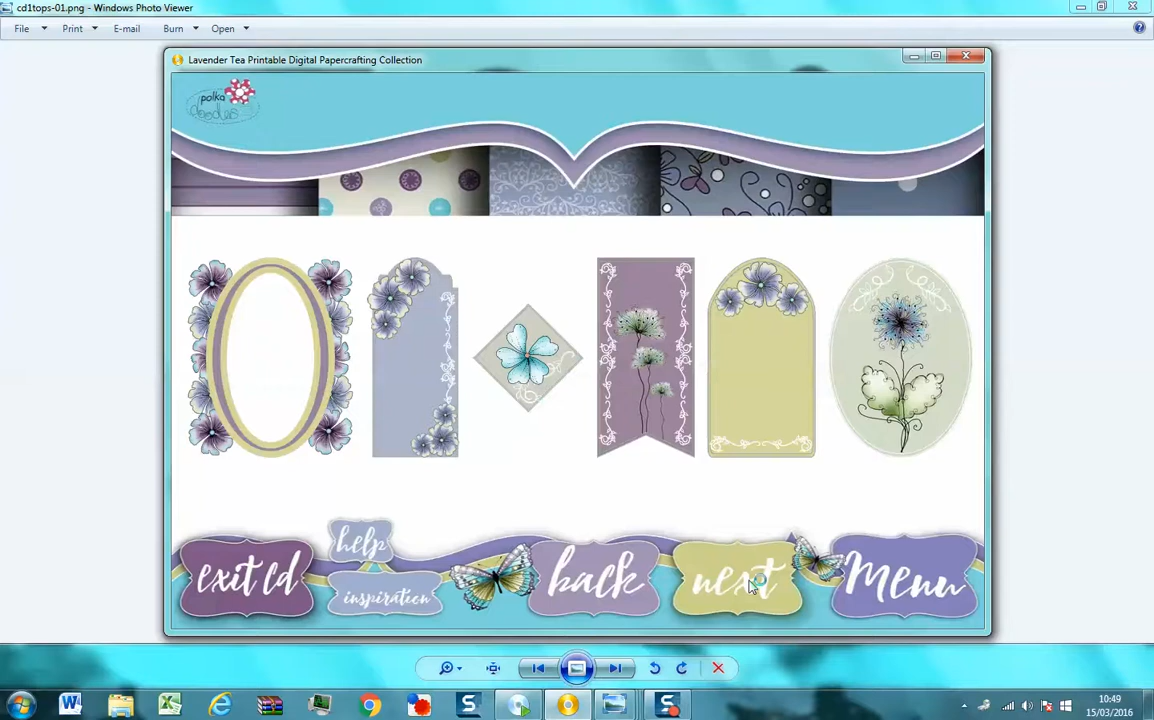 cd1tops-01.png - Windows Photo Viewer
File Print E-mail Burn Open
Lavender Tea Printable Digital Papercrafting Collection
polka
doodles
help
exit cd
inspiration
back
next
Menu
10:49
15/03/2016